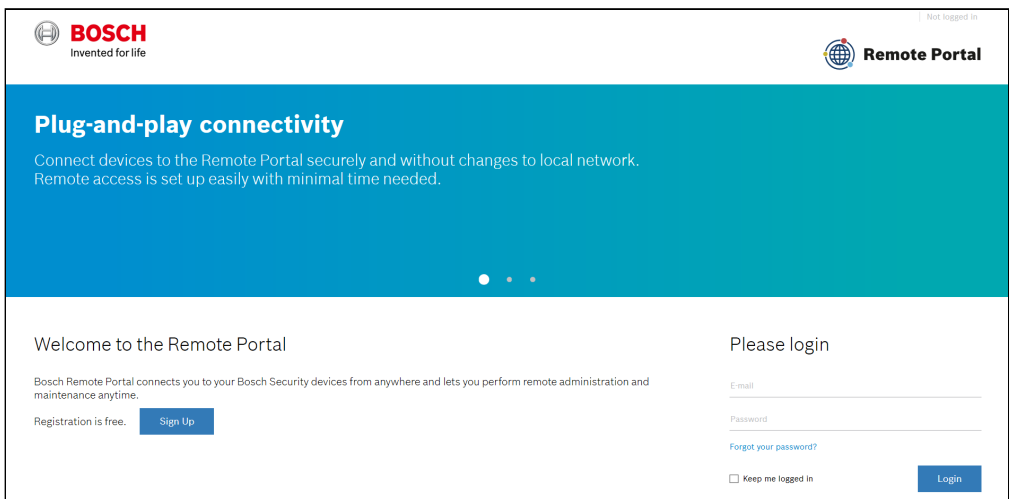 BOSCH
Invented for life
Not logged in
Remote Portal
Plug-and-play connectivity
Connect devices to the Remote Portal securely and without changes to local network.
Remote access is set up easily with minimal time needed.
Welcome to the Remote Portal
Bosch Remote Portal connects you to your Bosch Security devices from anywhere and lets you perform remote administration and
maintenance anytime.
Registration is free.
Sign Up
Please login
E-mail
Password
Forgot your password?
Keep me logged in
Login